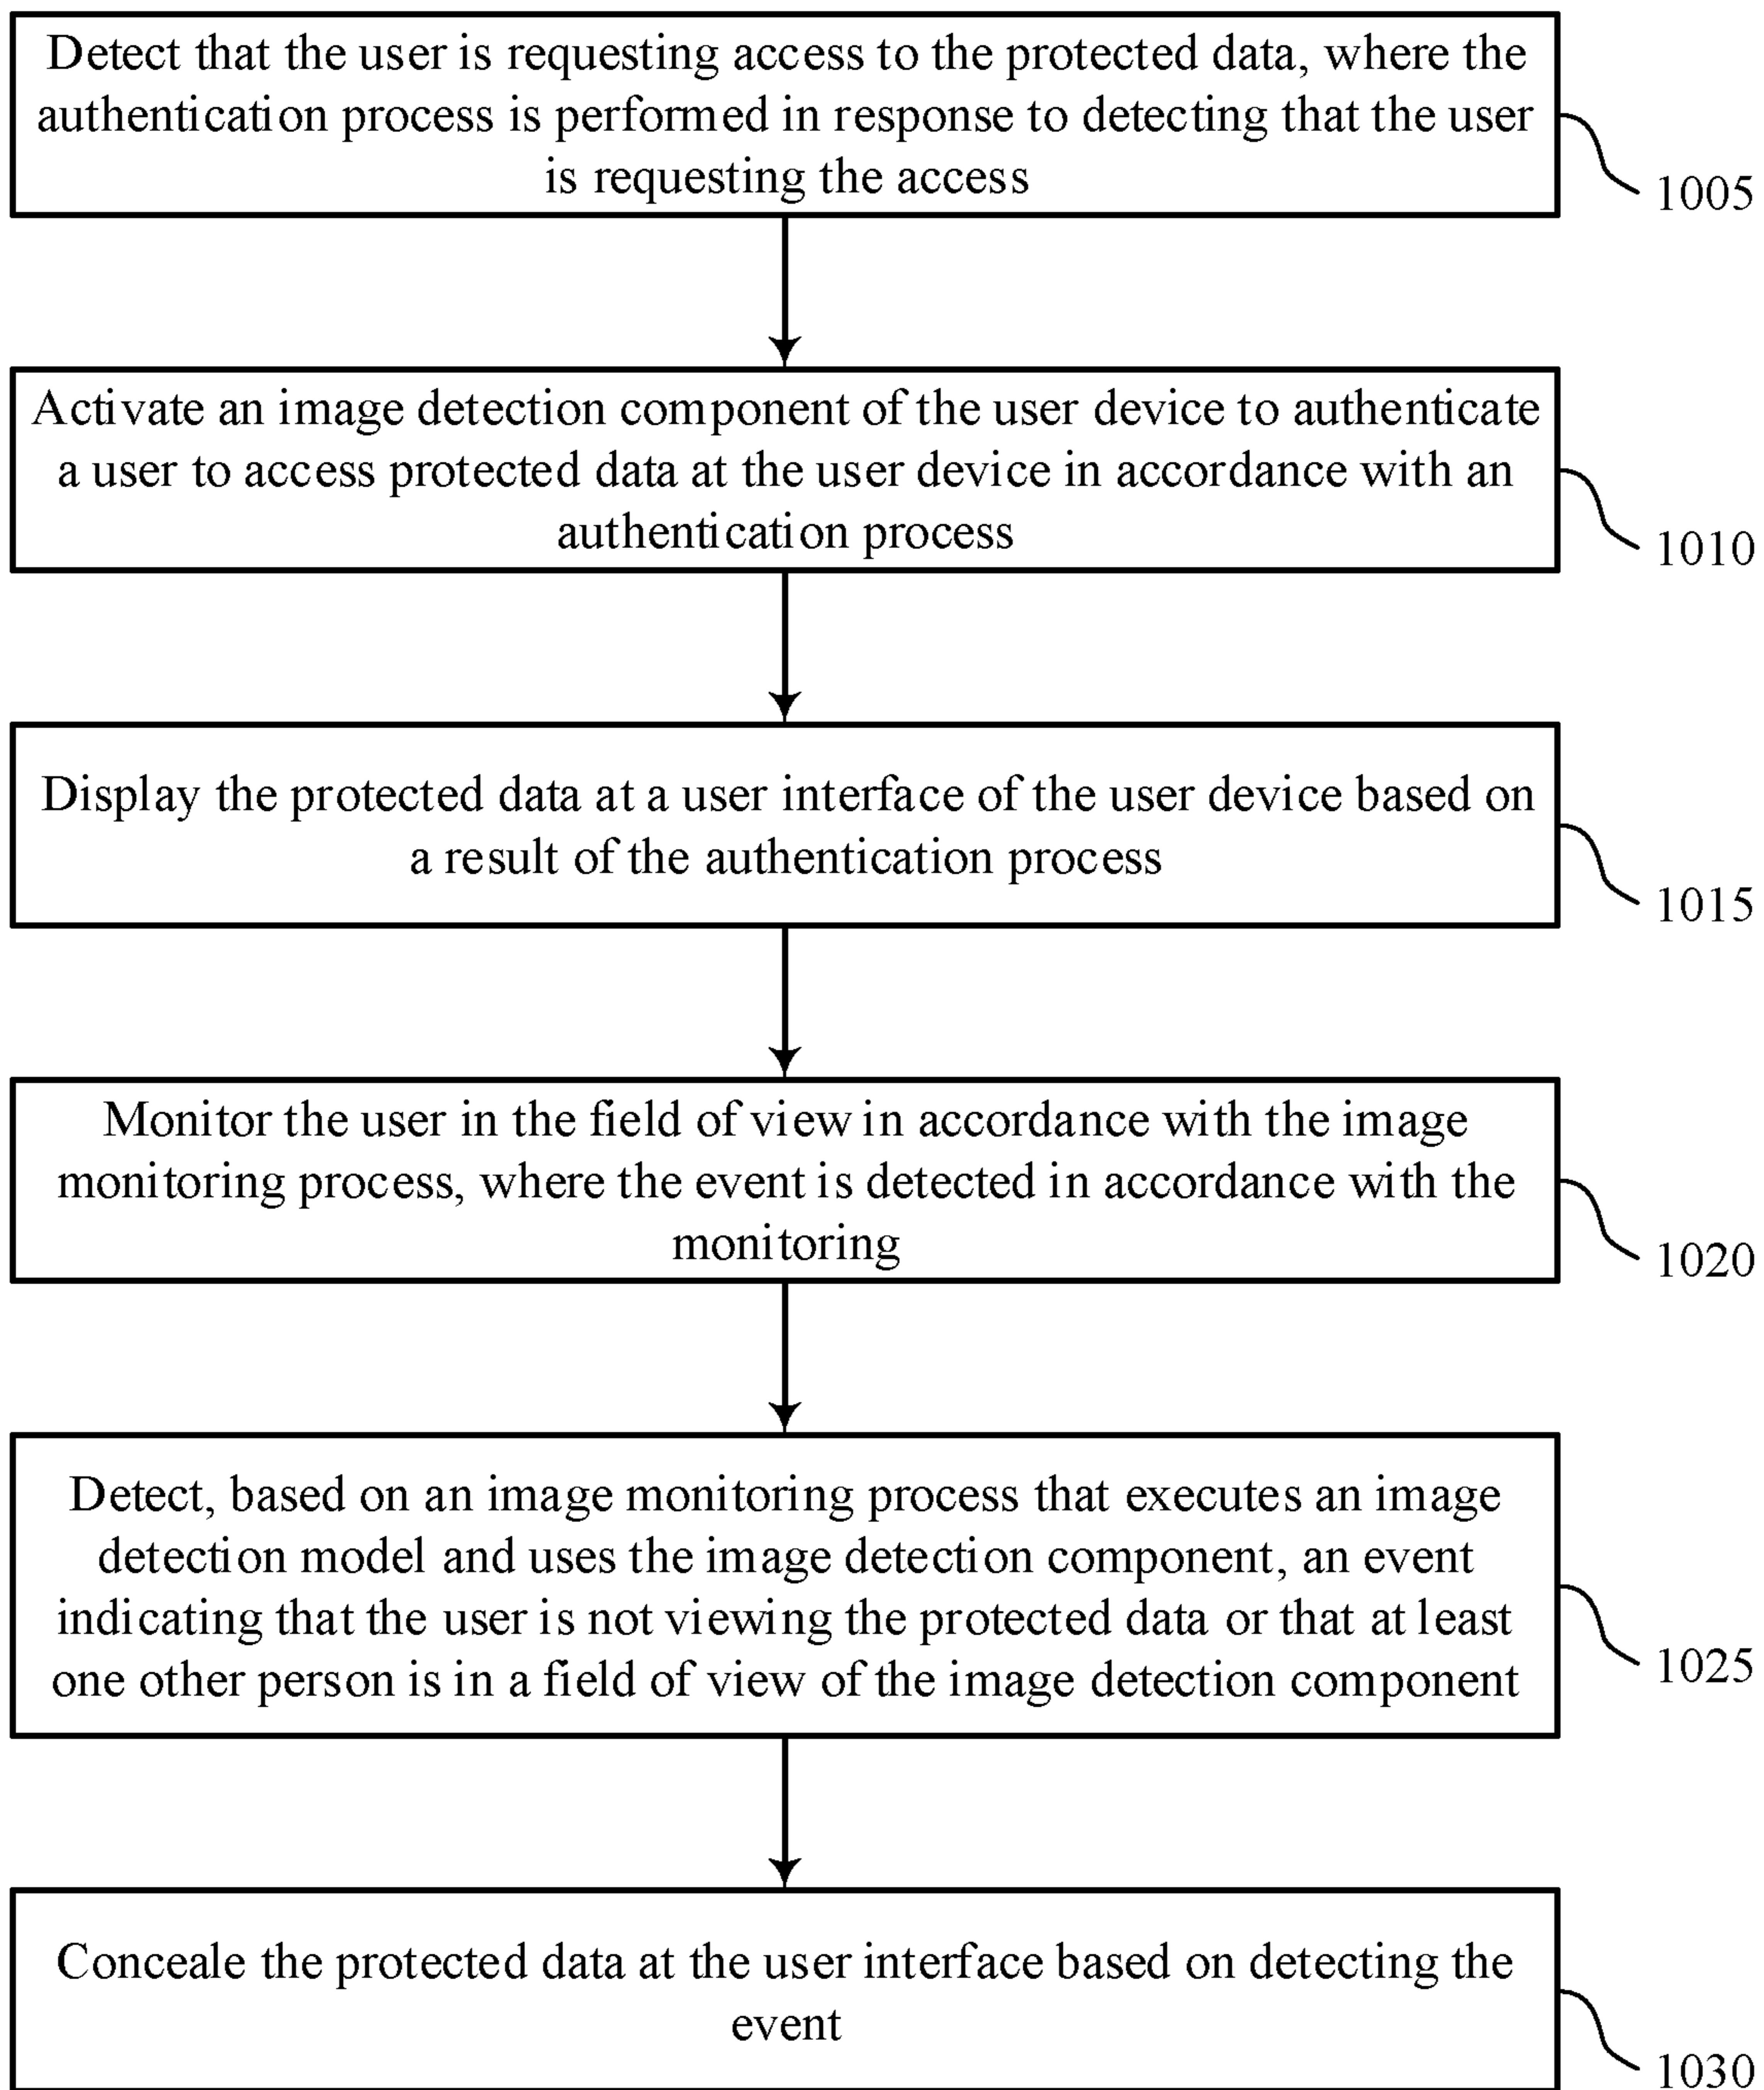 Detect that the user is requesting access to the protected data, where the
authentication process is performed in response to detecting that the user
is requesting the access
1005
Activate an image detection component of the user device to authenticate
a user to access protected data at the user device in accordance with an
authentication process
1010
Display the protected data at a user interface of the user device based on
a result of the authentication process
1015
Monitor the user in the field of view in accordance with the image
monitoring process, where the event is detected in accordance with the
monitoring
1020
Detect, based on an image monitoring process that executes an image
detection model and uses the image detection component, an event
indicating that the user is not viewing the protected data or that at least
one other person is in a field of view of the image detection component
1025
Conceale the protected data at the user interface based on detecting the
event
1030